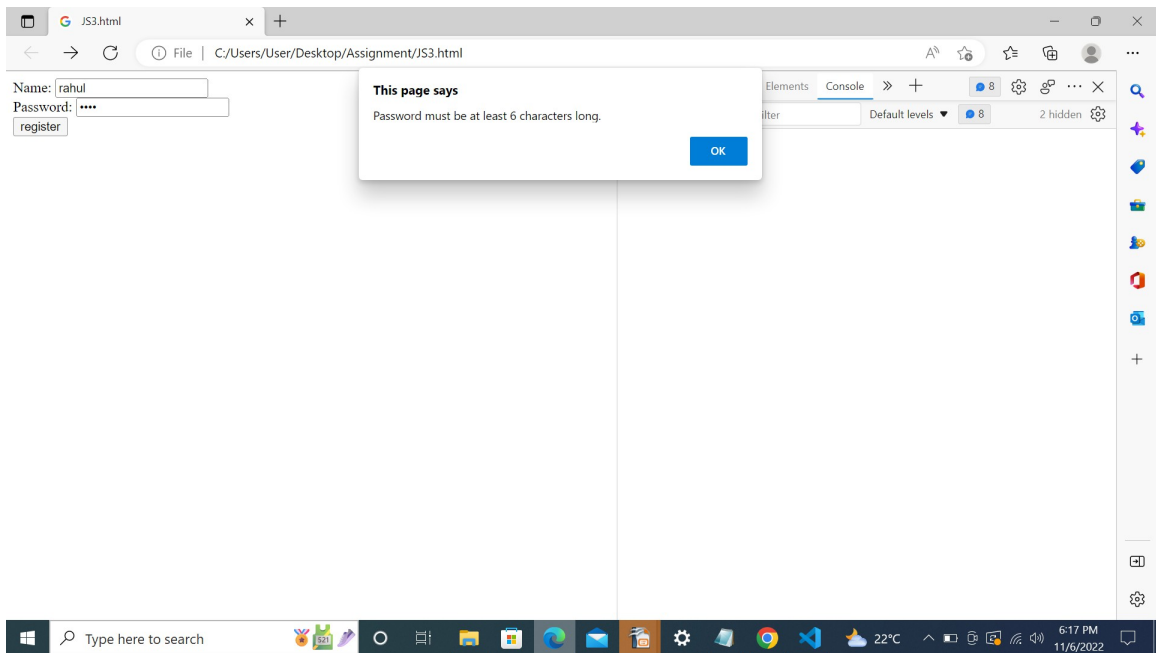 JS3.html
File | C:/Users/User/Desktop/Assignment/JS3.html
Name: rahul
Password: ••••
register
This page says
Password must be at least 6 characters long.
OK
Elements Console 8
ilter Default levels 8 2 hidden
Type here to search
521
22°C
6:17 PM
11/6/2022